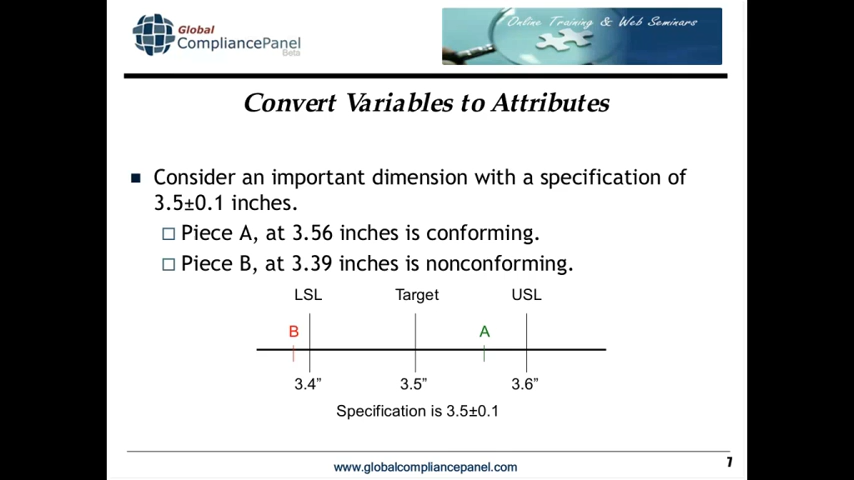 Global
CompliancePanel
Beta
Online Training & Web Seminars
Convert Variables to Attributes
Consider an important dimension with a specification of
3.5±0.1 inches.
Piece A, at 3.56 inches is conforming.
Piece B, at 3.39 inches is nonconforming.
LSL Target USL
B A
3.4” 3.5” 3.6”
Specification is 3.5±0.1
www.globalcompliancepanel.com
7